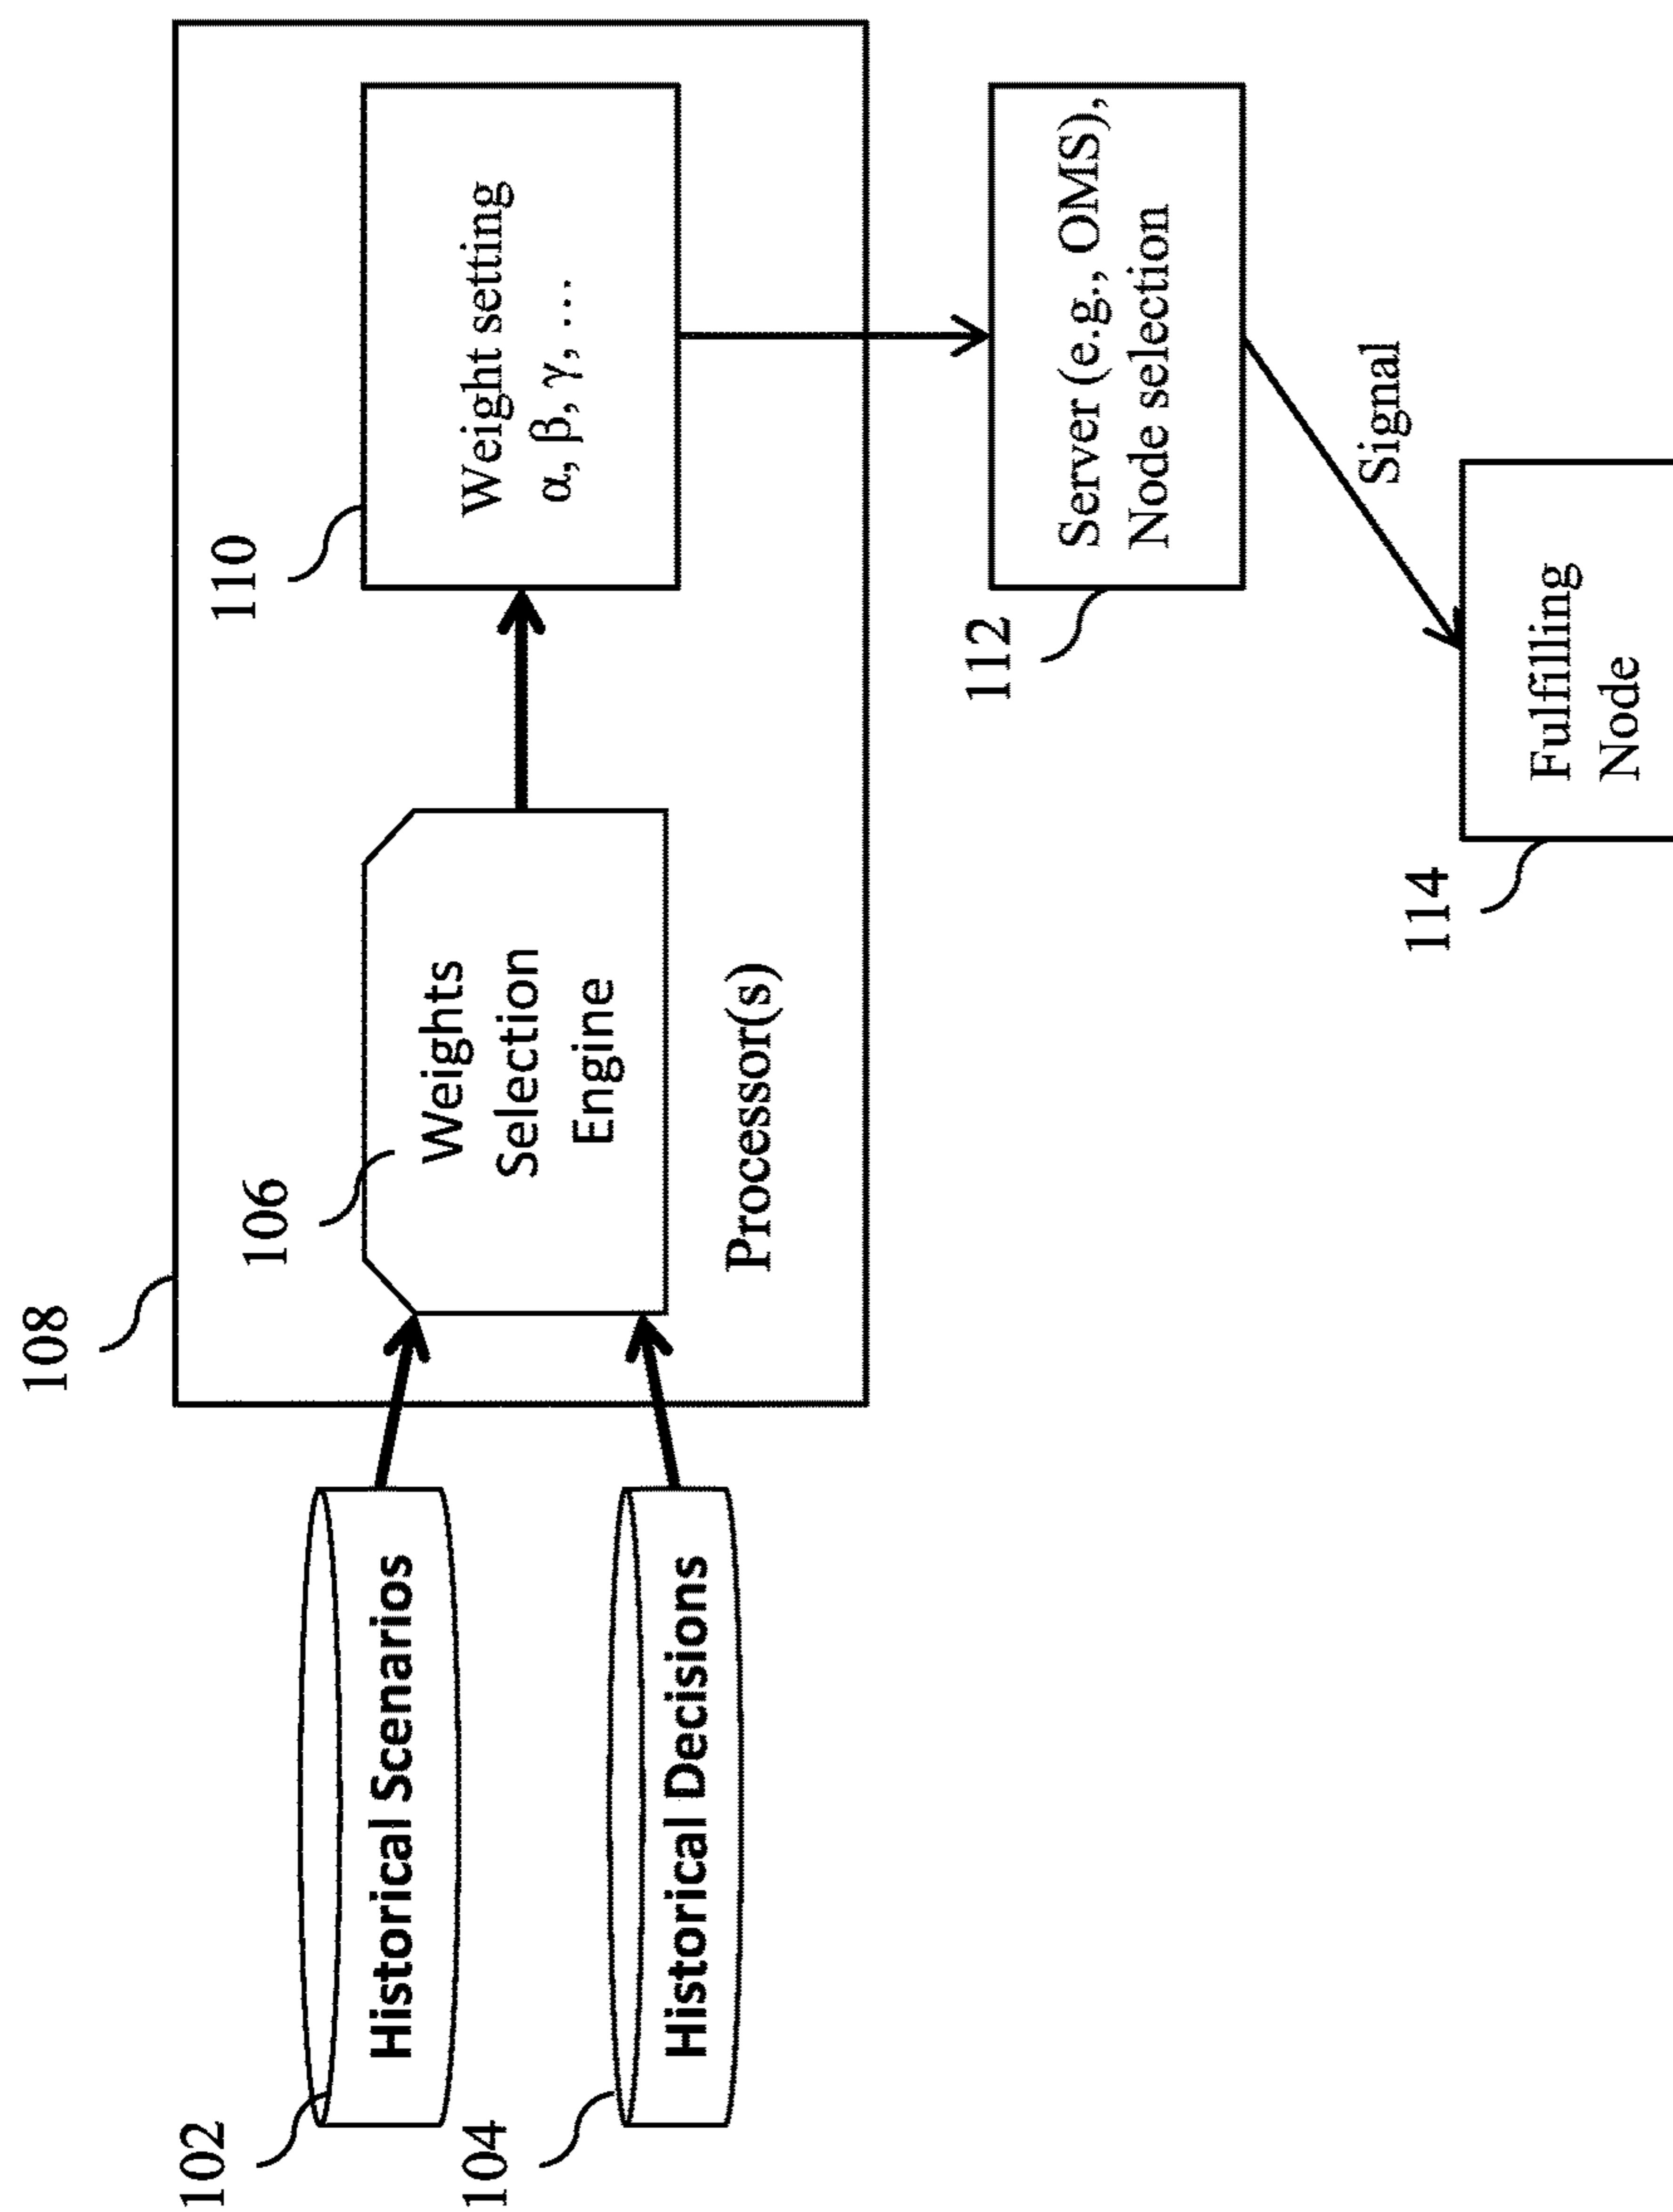 108
106
110
102
Historical Scenarios
Weights
Selection
Engine
Weight setting
α, β, γ, …
104
Historical Decisions
Processor(s)
112
Server (e.g., OMS),
Node selection
Signal
114
Fulfilling
Node